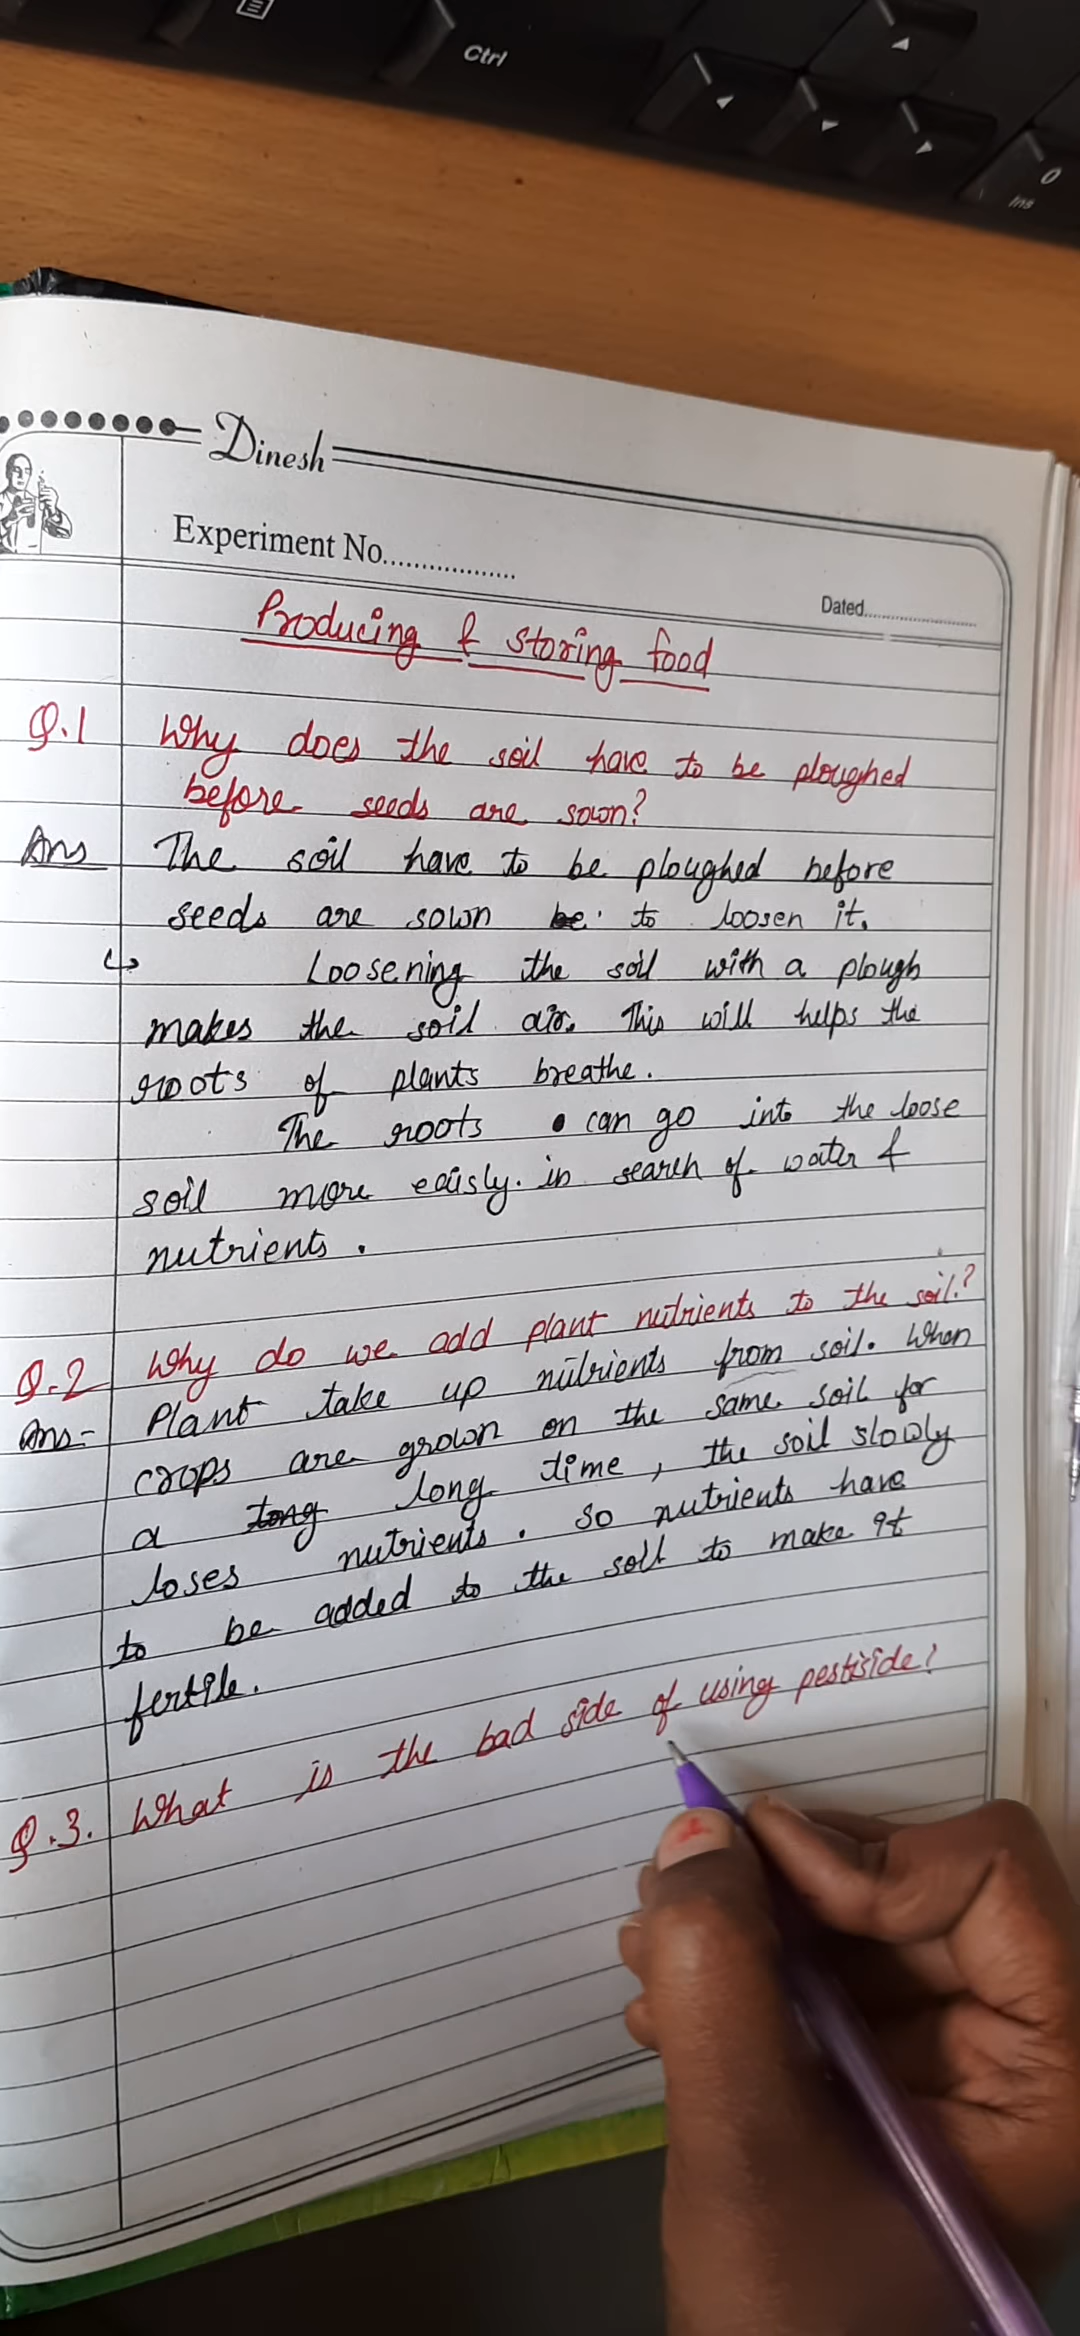 Ctrl
0
Ins
Dinesh
Experiment No..................
Dated..........................
Producing & storing food
Q.1 Why does the soil have to be ploughed
before seeds are sown?
Ans The soil have to be ploughed before
seeds are sown to loosen it.
↳ Loosening the soil with a plough
makes the soil air. This will helps the
roots of plants breathe.
The roots can go into the loose
soil more eaisly. in search of water &
nutrients.
Q.2 Why do we add plant nutrients to the soil?
Ans- Plant take up nutrients from soil. When
crops are grown on the same soil for
a long time, the soil slowly
loses nutrients. So nutrients have
to be added to the soil to make it
fertile.
Q.3. What is the bad side of using pestiside?